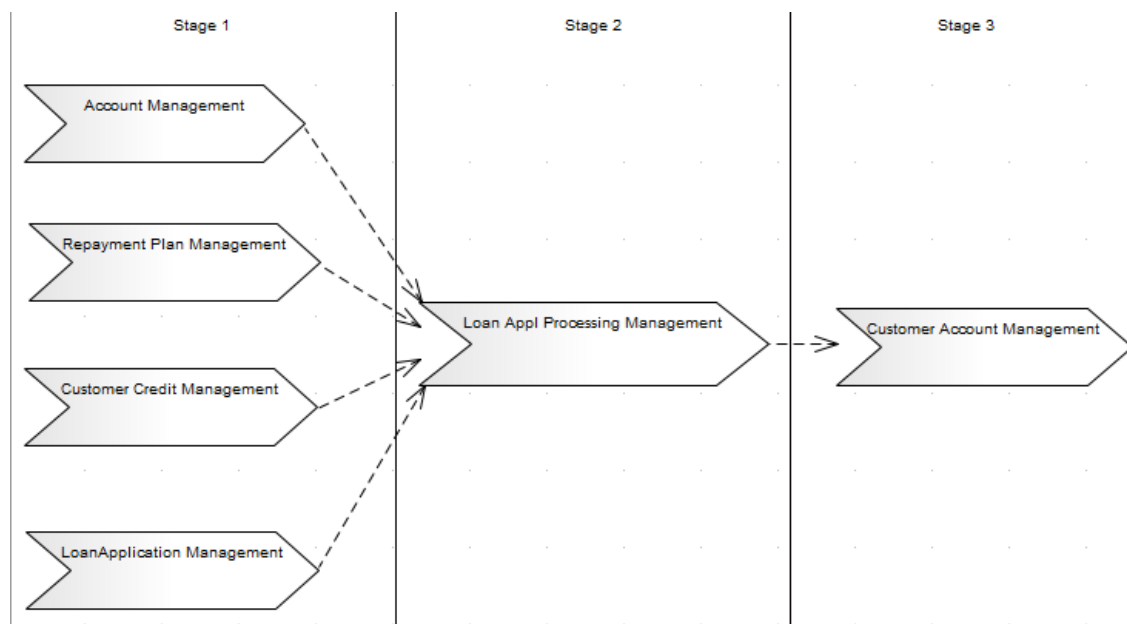 Stage 1
Stage 2
Stage 3
Account Management
Repayment Plan Management
Customer Credit Management
LoanApplication Management
Loan Appl Processing Management
Customer Account Management